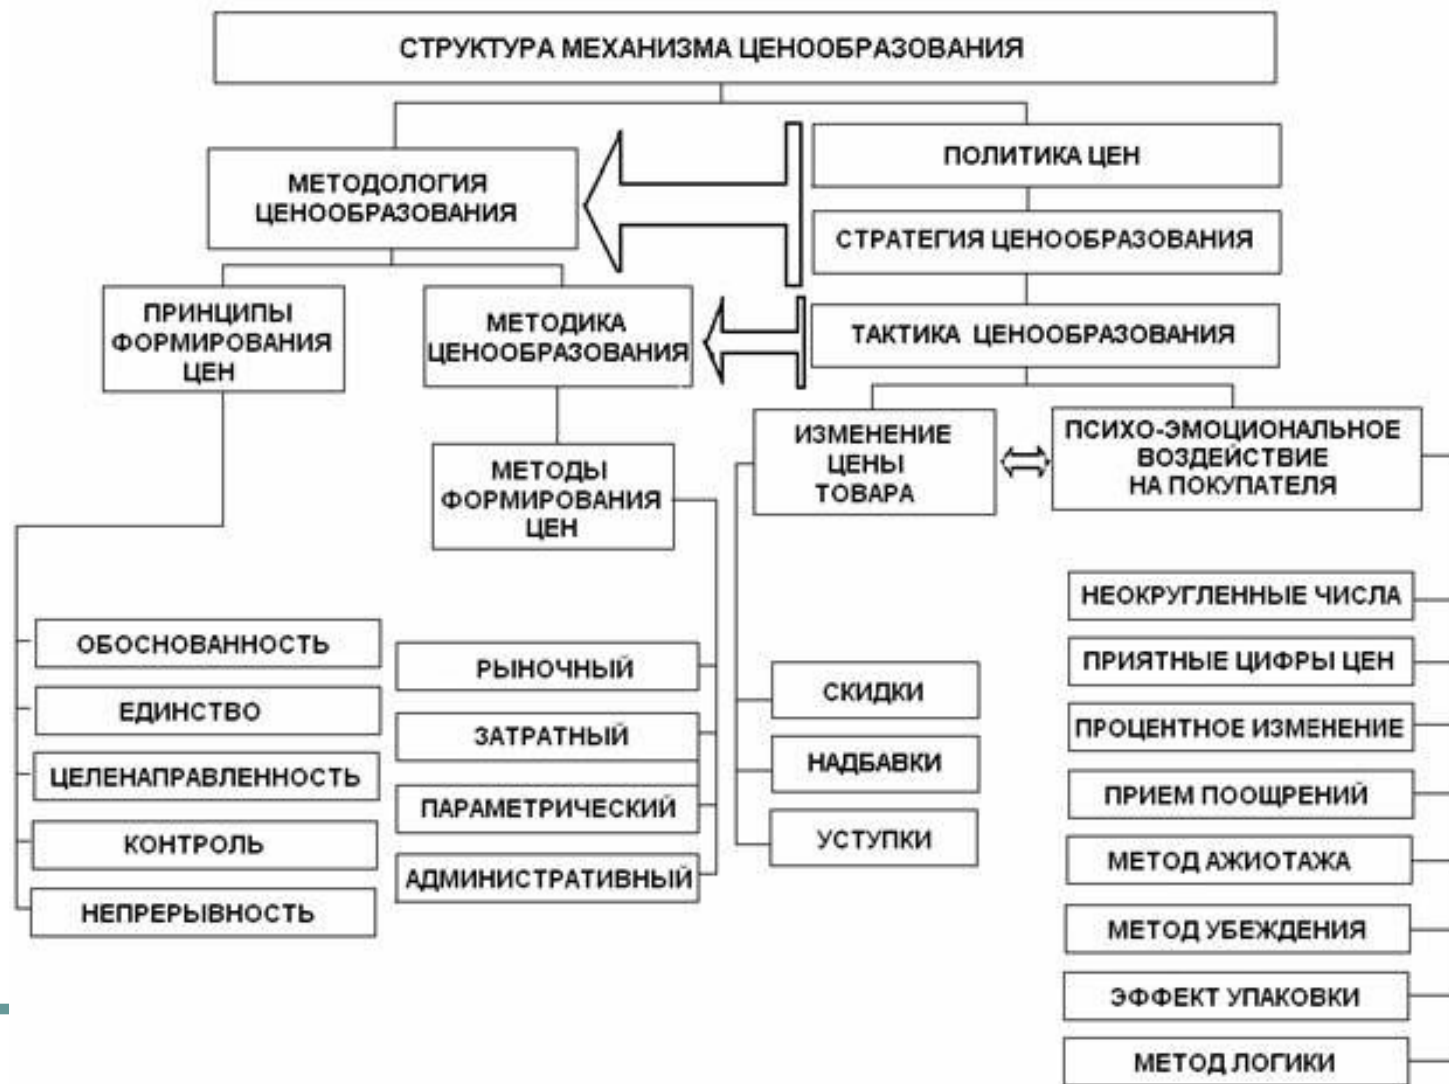 СТРУКТУРА МЕХАНИЗМА ЦЕНООБРАЗОВАНИЯ
МЕТОДОЛОГИЯ
ЦЕНООБРАЗОВАНИЯ
ПОЛИТИКА ЦЕН
СТРАТЕГИЯ ЦЕНООБРАЗОВАНИЯ
ТАКТИКА ЦЕНООБРАЗОВАНИЯ
ПРИНЦИПЫ
ФОРМИРОВАНИЯ
ЦЕН
МЕТОДИКА
ЦЕНООБРАЗОВАНИЯ
МЕТОДЫ
ФОРМИРОВАНИЯ
ЦЕН
ИЗМЕНЕНИЕ
ЦЕНЫ
ТОВАРА
ПСИХО-ЭМОЦИОНАЛЬНОЕ
ВОЗДЕЙСТВИЕ
НА ПОКУПАТЕЛЯ
ОБОСНОВАННОСТЬ
ЕДИНСТВО
ЦЕЛЕНАПРАВЛЕННОСТЬ
КОНТРОЛЬ
НЕПРЕРЫВНОСТЬ
РЫНОЧНЫЙ
ЗАТРАТНЫЙ
ПАРАМЕТРИЧЕСКИЙ
АДМИНИСТРАТИВНЫЙ
СКИДКИ
НАДБАВКИ
УСТУПКИ
НЕОКРУГЛЕННЫЕ ЧИСЛА
ПРИЯТНЫЕ ЦИФРЫ ЦЕН
ПРОЦЕНТНОЕ ИЗМЕНЕНИЕ
ПРИЕМ ПООЩРЕНИЙ
МЕТОД АЖИОТАЖА
МЕТОД УБЕЖДЕНИЯ
ЭФФЕКТ УПАКОВКИ
МЕТОД ЛОГИКИ